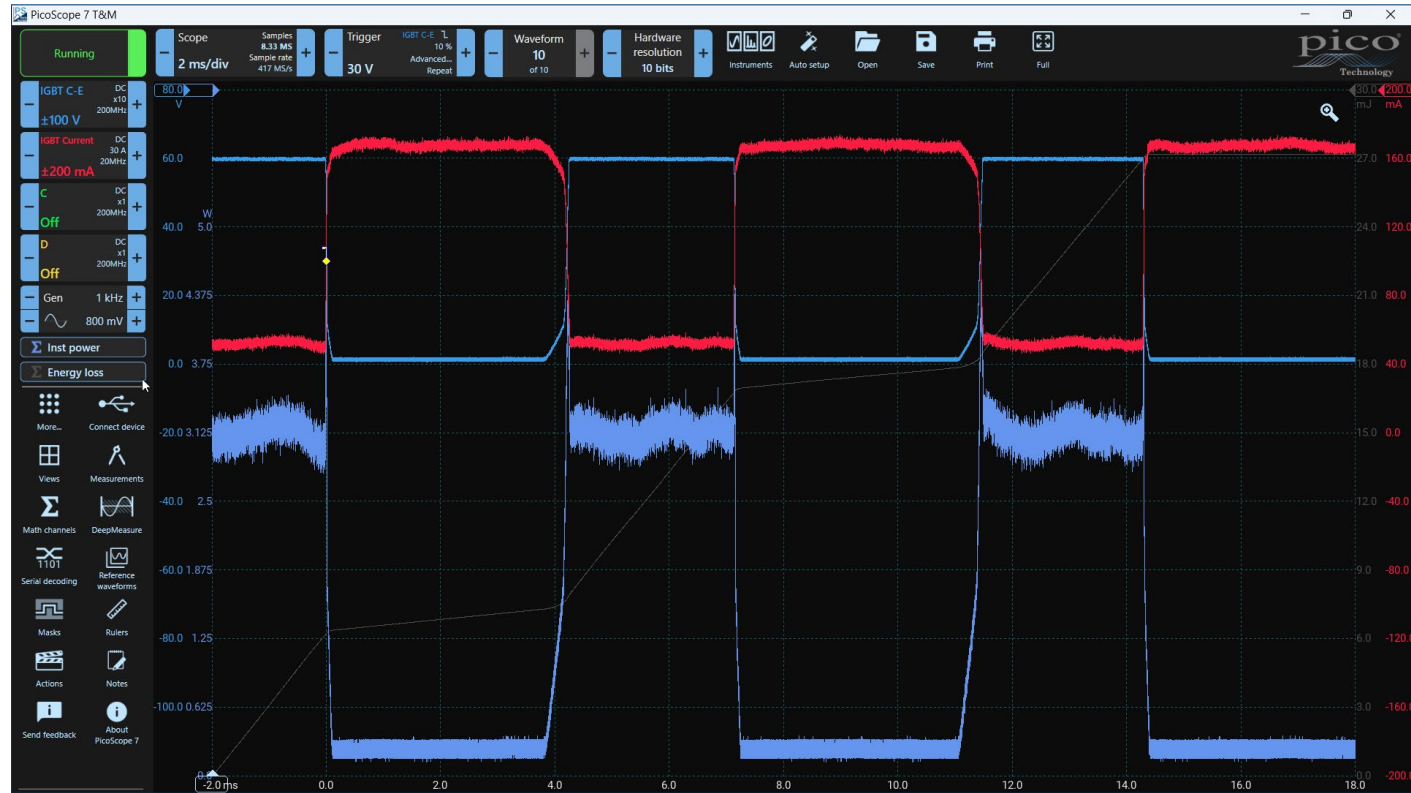 PicoScope 7 T&M
Running
Scope
2 ms/div
Samples
8.33 MS
Sample rate
417 MS/s
Trigger
30 V
IGBT C-E
10 %
Advanced...
Repeat
Waveform
10
of 10
Hardware
resolution
10 bits
Instruments
Auto setup
Open
Save
Print
Full
pico
Technology
IGBT C-E
DC
x10
200MHz
±100 V
IGBT Current
DC
30 A
20MHz
±200 mA
C
DC
x1
200MHz
Off
D
DC
x1
200MHz
Off
Gen
1 kHz
800 mV
Σ Inst power
Σ Energy loss
More...
Connect device
Views
Measurements
Math channels
DeepMeasure
1101
Serial decoding
Reference
waveforms
Masks
Rulers
Actions
Notes
Send feedback
About
PicoScope 7
80.0
V
60.0
W
40.0 5.0
20.0 4.375
0.0 3.75
-20.0 3.125
-40.0 2.5
-60.0 1.875
-80.0 1.25
-100.0 0.625
0.0
-2.0 ms
0.0
2.0
4.0
6.0
8.0
10.0
12.0
14.0
16.0
18.0
30.0 200.0
mJ mA
27.0 160.0
24.0 120.0
21.0 80.0
18.0 40.0
15.0 0.0
12.0 -40.0
9.0 -80.0
6.0 -120.0
3.0 -160.0
0.0 -200.0